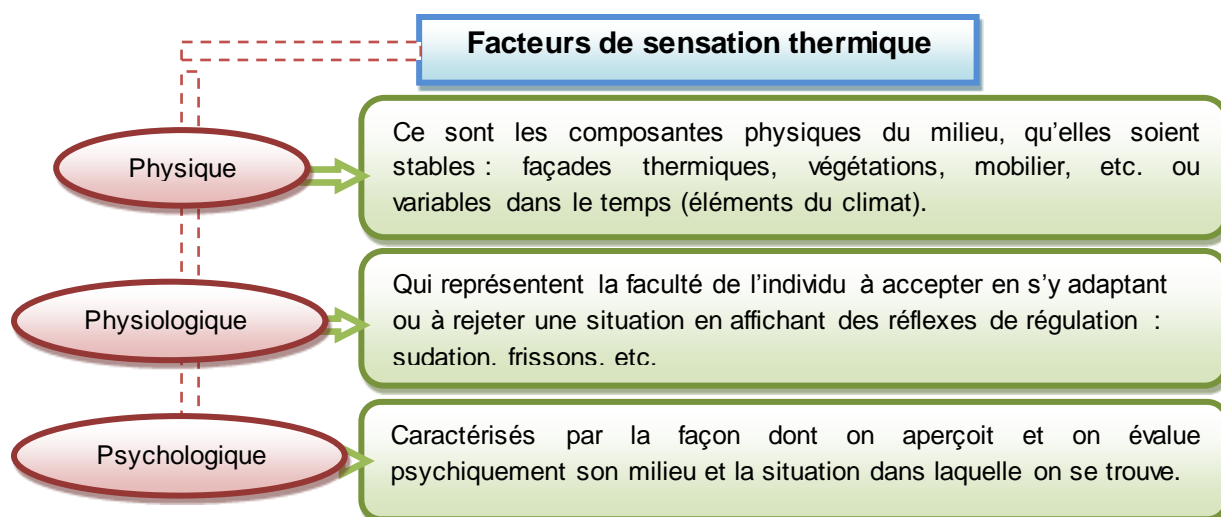 Facteurs de sensation thermique
Physique
Ce sont les composantes physiques du milieu, qu’elles soient
stables : façades thermiques, végétations, mobilier, etc. ou
variables dans le temps (éléments du climat).
Physiologique
Qui représentent la faculté de l’individu à accepter en s’y adaptant
ou à rejeter une situation en affichant des réflexes de régulation :
sudation, frissons, etc.
Psychologique
Caractérisés par la façon dont on aperçoit et on évalue
psychiquement son milieu et la situation dans laquelle on se trouve.